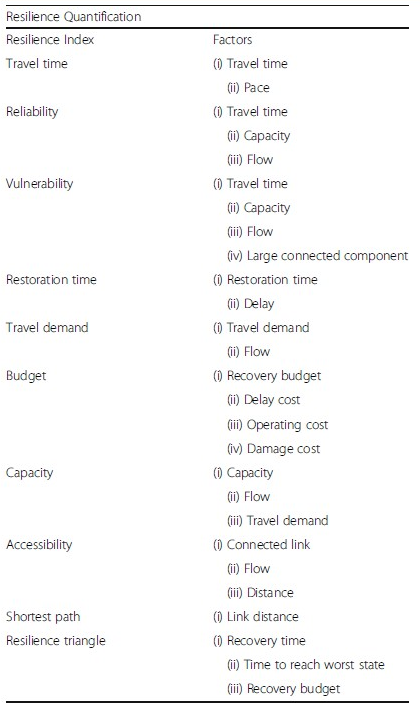 Resilience Quantification
Resilience Index Factors
Travel time (i) Travel time
(ii) Pace
Reliability (i) Travel time
(ii) Capacity
(iii) Flow
Vulnerability (i) Travel time
(ii) Capacity
(iii) Flow
(iv) Large connected component
Restoration time (i) Restoration time
(ii) Delay
Travel demand (i) Travel demand
(ii) Flow
Budget (i) Recovery budget
(ii) Delay cost
(iii) Operating cost
(iv) Damage cost
Capacity (i) Capacity
(ii) Flow
(iii) Travel demand
Accessibility (i) Connected link
(ii) Flow
(iii) Distance
Shortest path (i) Link distance
Resilience triangle (i) Recovery time
(ii) Time to reach worst state
(iii) Recovery budget